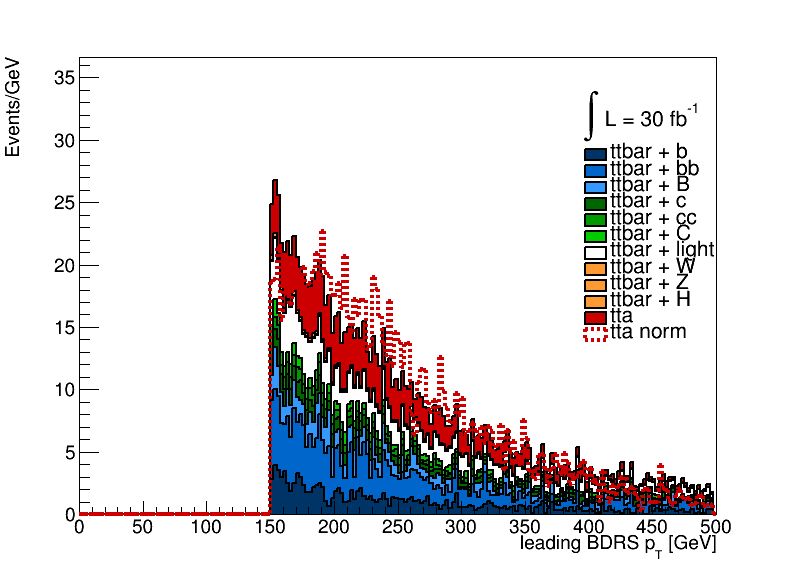 Events/GeV
35
30
25
20
15
10
5
0
∫ L = 30 fb⁻¹
ttbar + b
ttbar + bb
ttbar + B
ttbar + c
ttbar + cc
ttbar + C
ttbar + light
ttbar + W
ttbar + Z
ttbar + H
tta
tta norm
0 50 100 150 200 250 300 350 400 450 500
leading BDRS p_T [GeV]